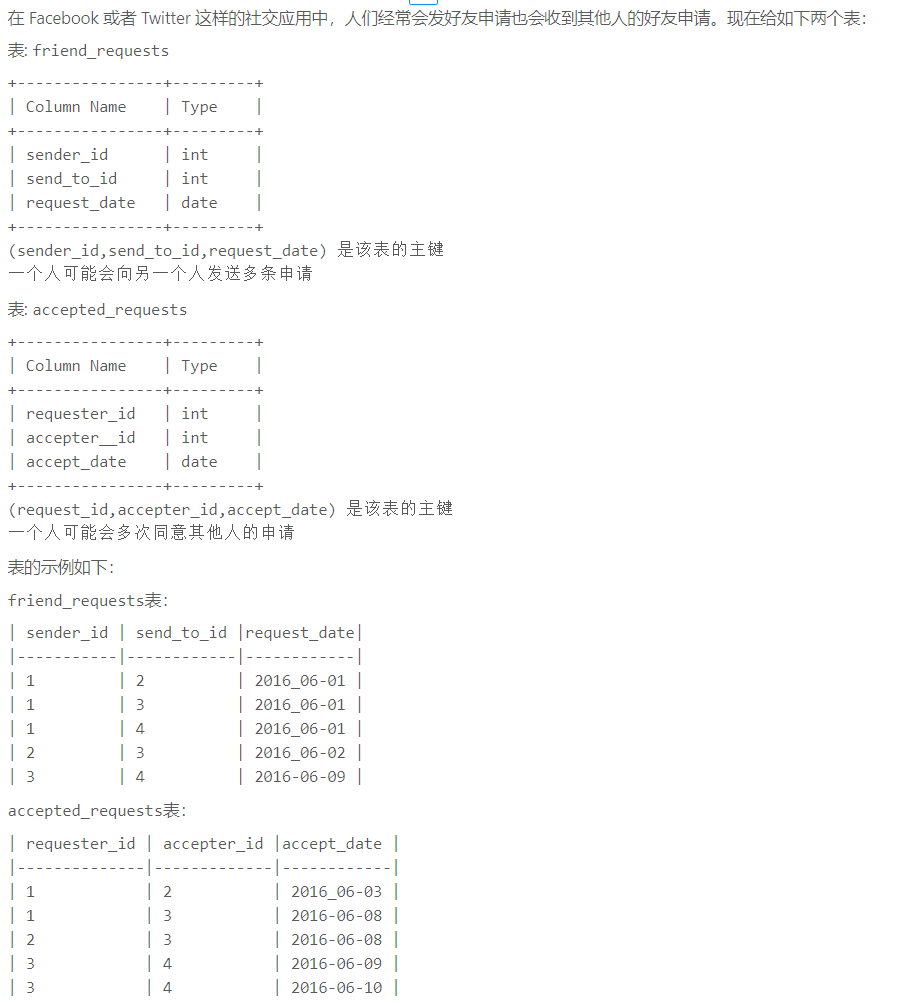 在 Facebook 或者 Twitter 这样的社交应用中，人们经常会发好友申请也会收到其他人的好友申请。现在给如下两个表：
表: friend_requests
+----------------+---------+
| Column Name    | Type    |
+----------------+---------+
| sender_id      | int     |
| send_to_id     | int     |
| request_date   | date    |
+----------------+---------+
(sender_id,send_to_id,request_date) 是该表的主键
一个人可能会向另一个人发送多条申请
表: accepted_requests
+----------------+---------+
| Column Name    | Type    |
+----------------+---------+
| requester_id   | int     |
| accepter__id   | int     |
| accept_date    | date    |
+----------------+---------+
(request_id,accepter_id,accept_date) 是该表的主键
一个人可能会多次同意其他人的申请
表的示例如下：
friend_requests表：
| sender_id | send_to_id |request_date|
|-----------|------------|------------|
| 1         | 2          | 2016_06-01 |
| 1         | 3          | 2016_06-01 |
| 1         | 4          | 2016_06-01 |
| 2         | 3          | 2016_06-02 |
| 3         | 4          | 2016-06-09 |
accepted_requests表：
| requester_id | accepter_id |accept_date |
|--------------|-------------|------------|
| 1            | 2           | 2016_06-03 |
| 1            | 3           | 2016-06-08 |
| 2            | 3           | 2016-06-08 |
| 3            | 4           | 2016-06-09 |
| 3            | 4           | 2016-06-10 |